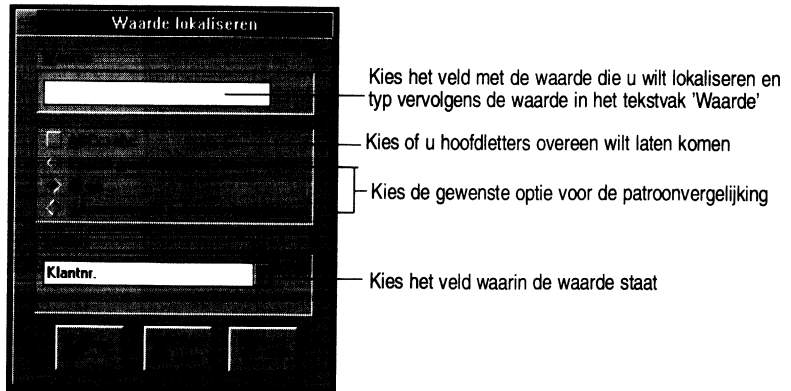 Waarde lokaliseren
Kies het veld met de waarde die u wilt lokaliseren en
typ vervolgens de waarde in het tekstvak 'Waarde'
Kies of u hoofdletters overeen wilt laten komen
Kies de gewenste optie voor de patroonvergelijking
Klantnr.
Kies het veld waarin de waarde staat